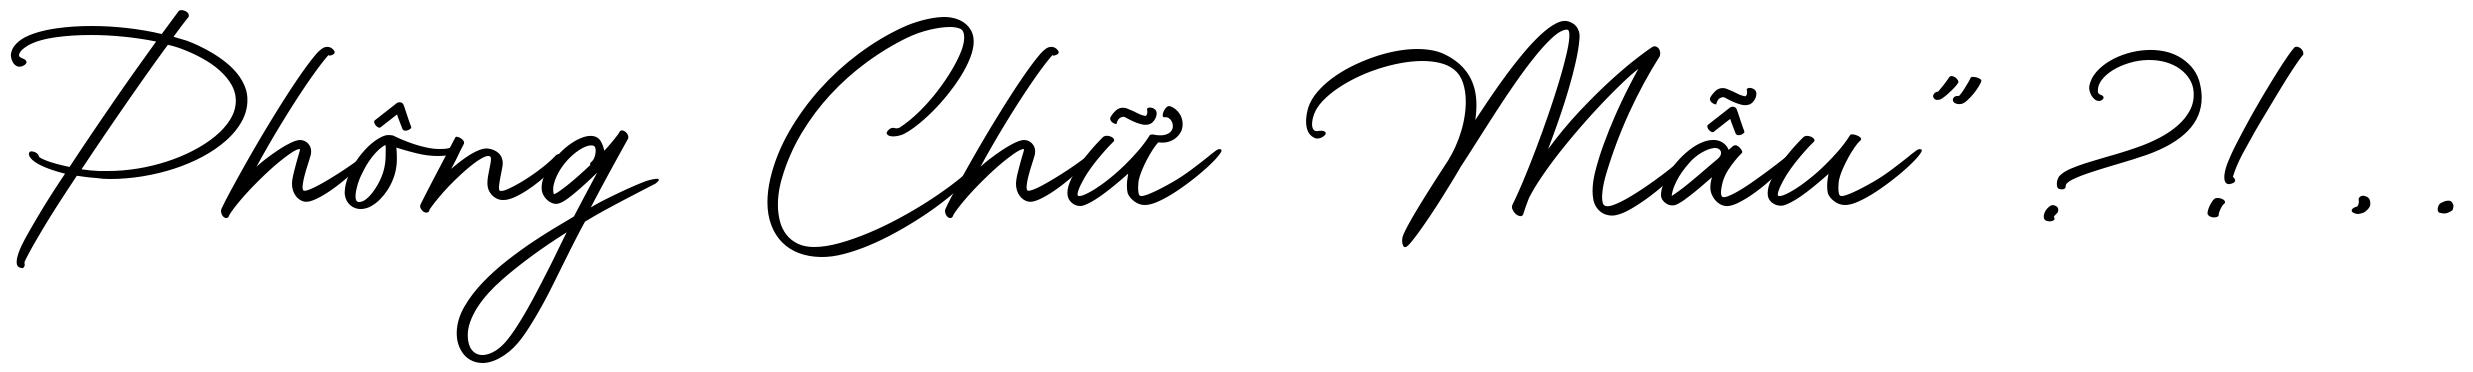 Phông Chữ Mẫu” ?! . .